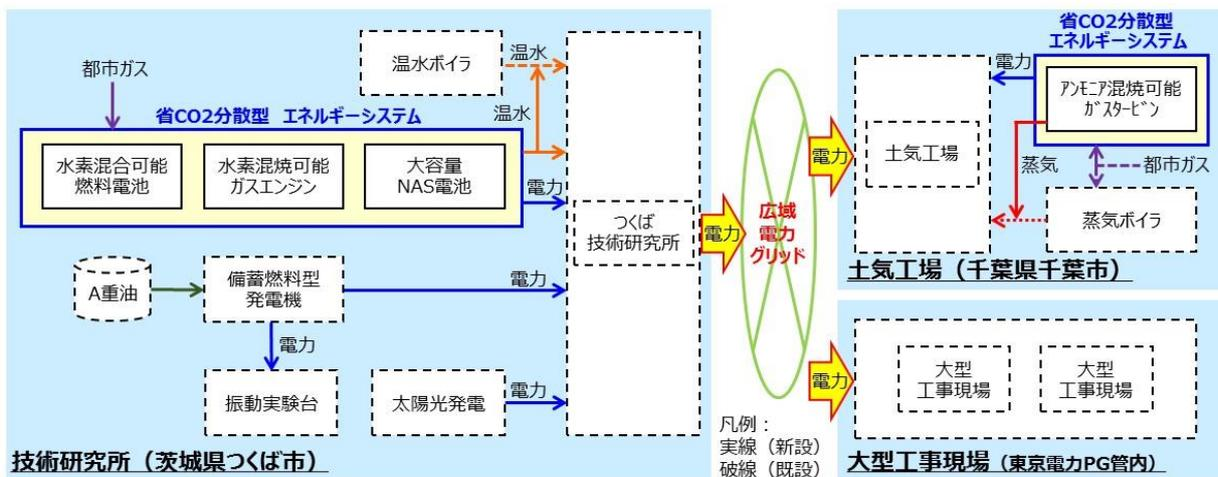 都市ガス
省CO2分散型 エネルギーシステム
水素混合可能
燃料電池
水素混焼可能
ガスエンジン
大容量
NAS電池
温水ボイラ
温水
温水
電力
つくば
技術研究所
A重油
備蓄燃料型
発電機
電力
電力
振動実験台
太陽光発電
電力
技術研究所（茨城県つくば市）
電力
広域
電力
グリッド
電力
電力
凡例：
実線（新設）
破線（既設）
省CO2分散型
エネルギーシステム
電力
アンモニア混焼可能
ガスタービン
土気工場
蒸気
都市ガス
蒸気ボイラ
土気工場（千葉県千葉市）
大型
工事現場
大型
工事現場
大型工事現場（東京電力PG管内）